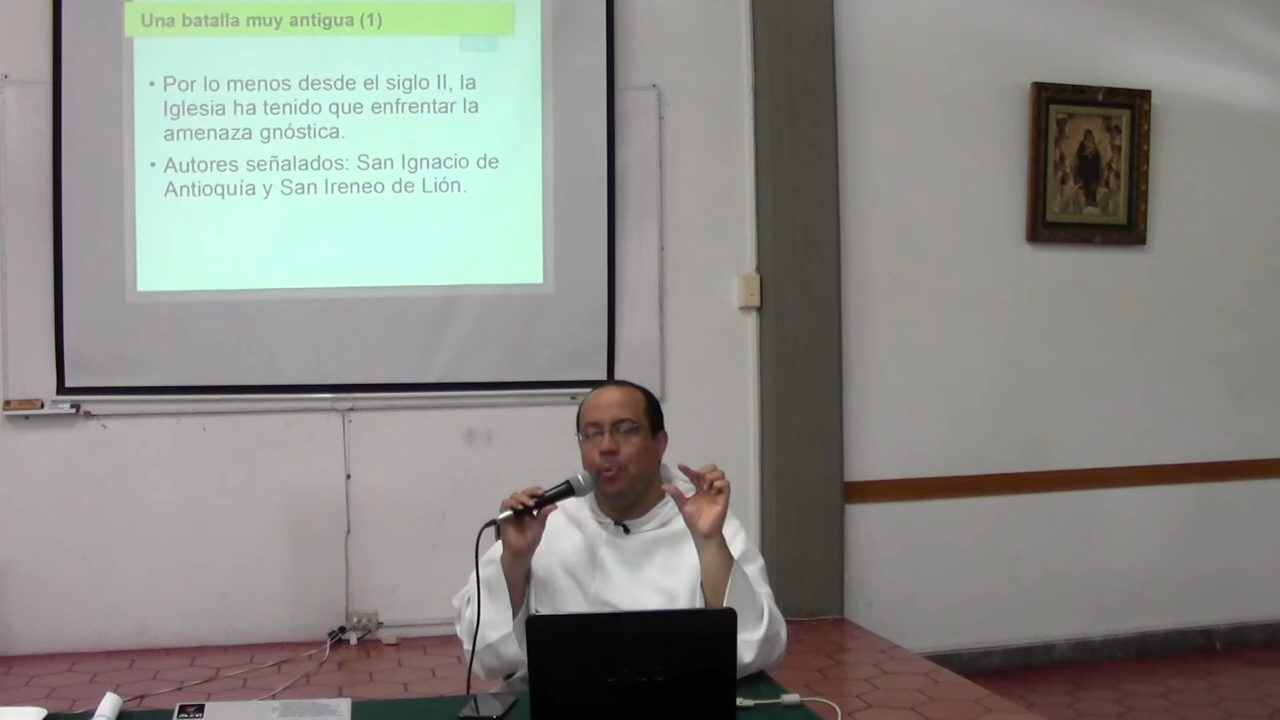 Una batalla muy antigua (1)
• Por lo menos desde el siglo II, la
Iglesia ha tenido que enfrentar la
amenaza gnóstica.
• Autores señalados: San Ignacio de
Antioquía y San Ireneo de Lión.